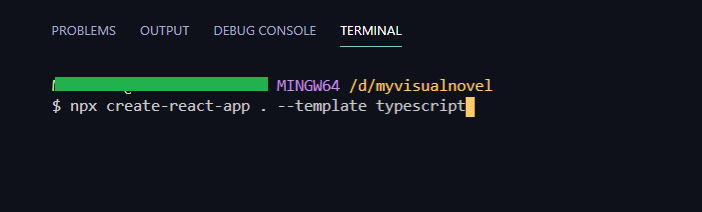 PROBLEMS OUTPUT DEBUG CONSOLE TERMINAL
MINGW64 /d/myvisualnovel
$ npx create-react-app . --template typescript